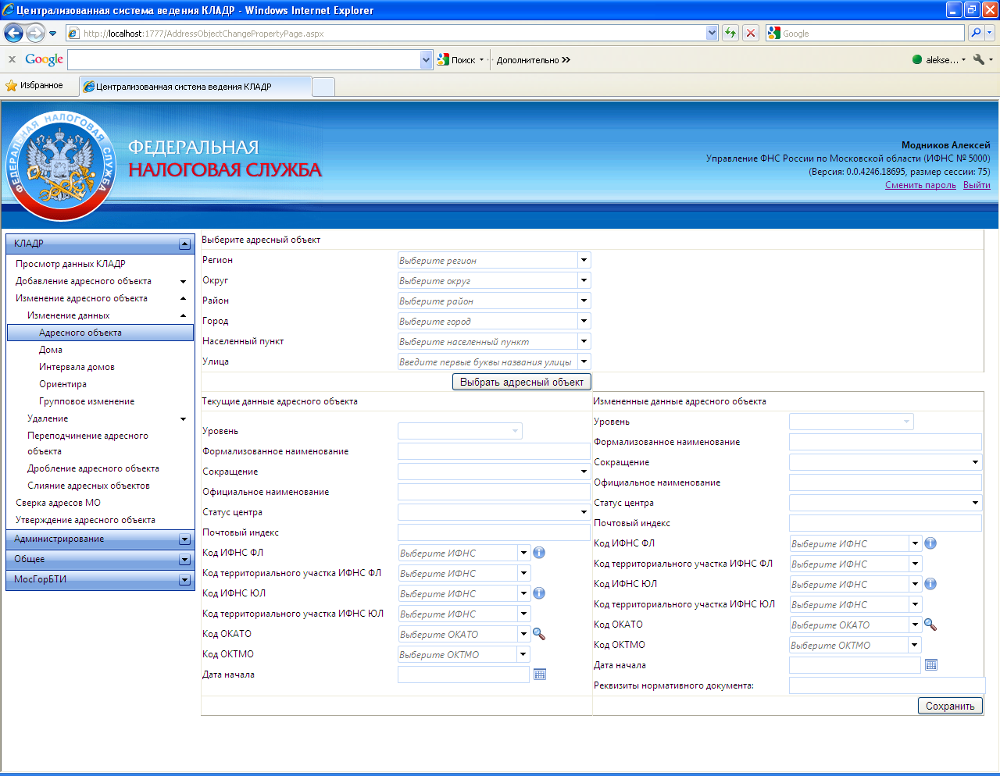 Централизованная система ведения КЛАДР - Windows Internet Explorer
http://localhost:1777/AddressObjectChangePropertyPage.aspx
Google
x Google Поиск Дополнительно >> alekse...
Избранное Централизованная система ведения КЛАДР
ФЕДЕРАЛЬНАЯ НАЛОГОВАЯ СЛУЖБА
ФЕДЕРАЛЬНАЯ
НАЛОГОВАЯ СЛУЖБА
Модников Алексей
Управление ФНС России по Московской области (ИФНС № 5000)
(Версия: 0.0.4246.18695, размер сессии: 75)
Сменить пароль Выйти
КЛАДР
Просмотр данных КЛАДР
Добавление адресного объекта
Изменение адресного объекта
Изменение данных
Адресного объекта
Дома
Интервала домов
Ориентира
Групповое изменение
Удаление
Переподчинение адресного
объекта
Дробление адресного объекта
Слияние адресных объектов
Сверка адресов МО
Утверждение адресного объекта
Администрирование
Общее
МосГорБТИ
Выберите адресный объект
Регион Выберите регион
Округ Выберите округ
Район Выберите район
Город Выберите город
Населенный пункт Выберите населенный пункт
Улица Введите первые буквы названия улицы
Выбрать адресный объект
Текущие данные адресного объекта
Уровень
Формализованное наименование
Сокращение
Официальное наименование
Статус центра
Почтовый индекс
Код ИФНС ФЛ Выберите ИФНС
Код территориального участка ИФНС ФЛ Выберите ИФНС
Код ИФНС ЮЛ Выберите ИФНС
Код территориального участка ИФНС ЮЛ Выберите ИФНС
Код ОКАТО Выберите ОКАТО
Код ОКТМО Выберите ОКТМО
Дата начала
Измененные данные адресного объекта
Уровень
Формализованное наименование
Сокращение
Официальное наименование
Статус центра
Почтовый индекс
Код ИФНС ФЛ Выберите ИФНС
Код территориального участка ИФНС ФЛ Выберите ИФНС
Код ИФНС ЮЛ Выберите ИФНС
Код территориального участка ИФНС ЮЛ Выберите ИФНС
Код ОКАТО Выберите ОКАТО
Код ОКТМО Выберите ОКТМО
Дата начала
Реквизиты нормативного документа:
Сохранить